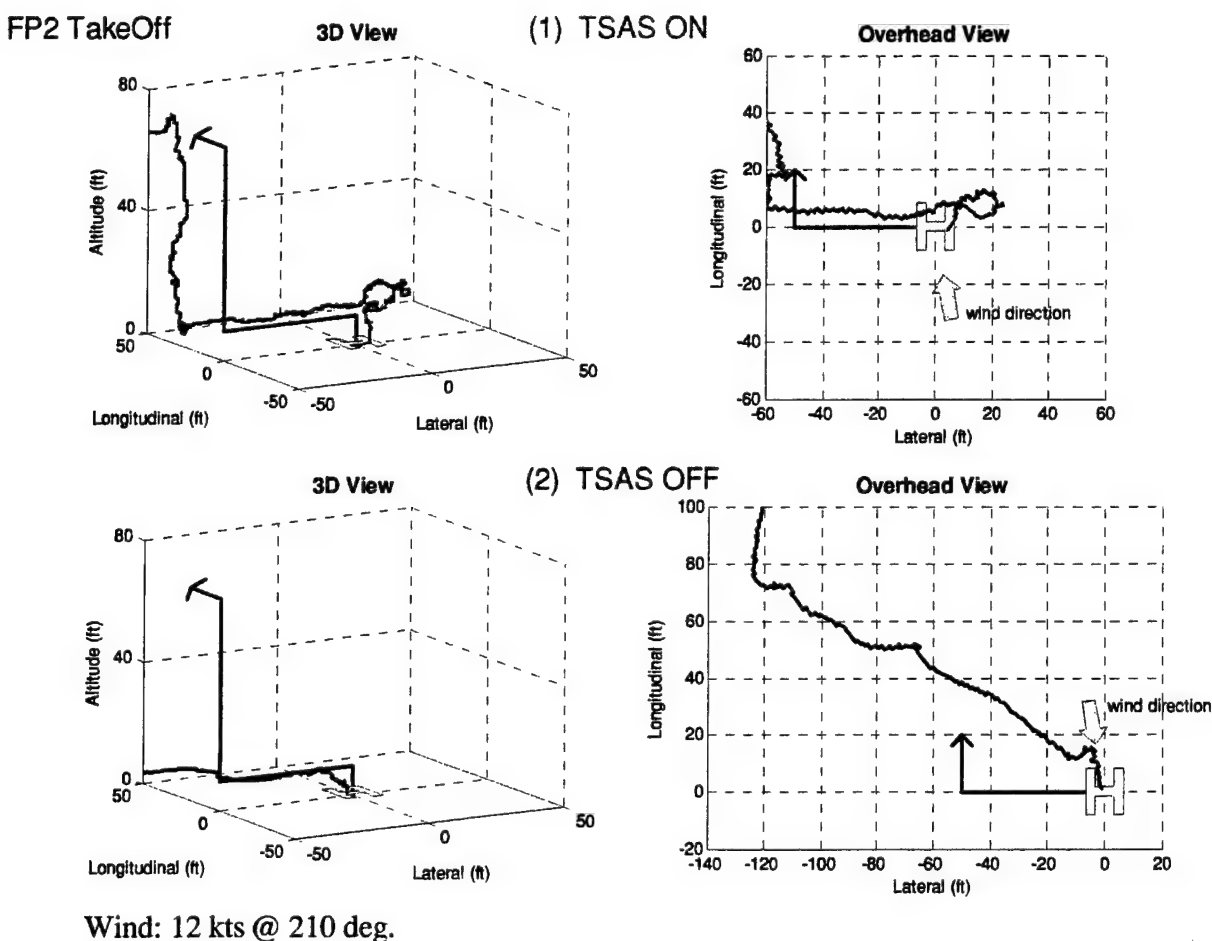 FP2 TakeOff
(1) TSAS ON
3D View
80
40
0
Altitude (ft)
50
0
-50
Longitudinal (ft)
-50
0
50
Lateral (ft)
Overhead View
60
40
20
0
-20
-40
-60
Longitudinal (ft)
H
wind direction
-60
-40
-20
0
20
40
60
Lateral (ft)
(2) TSAS OFF
3D View
80
40
0
Altitude (ft)
50
0
-50
Longitudinal (ft)
-50
0
50
Lateral (ft)
Overhead View
100
80
60
40
20
0
-20
Longitudinal (ft)
wind direction
H
-140
-120
-100
-80
-60
-40
-20
0
20
Lateral (ft)
Wind: 12 kts @ 210 deg.